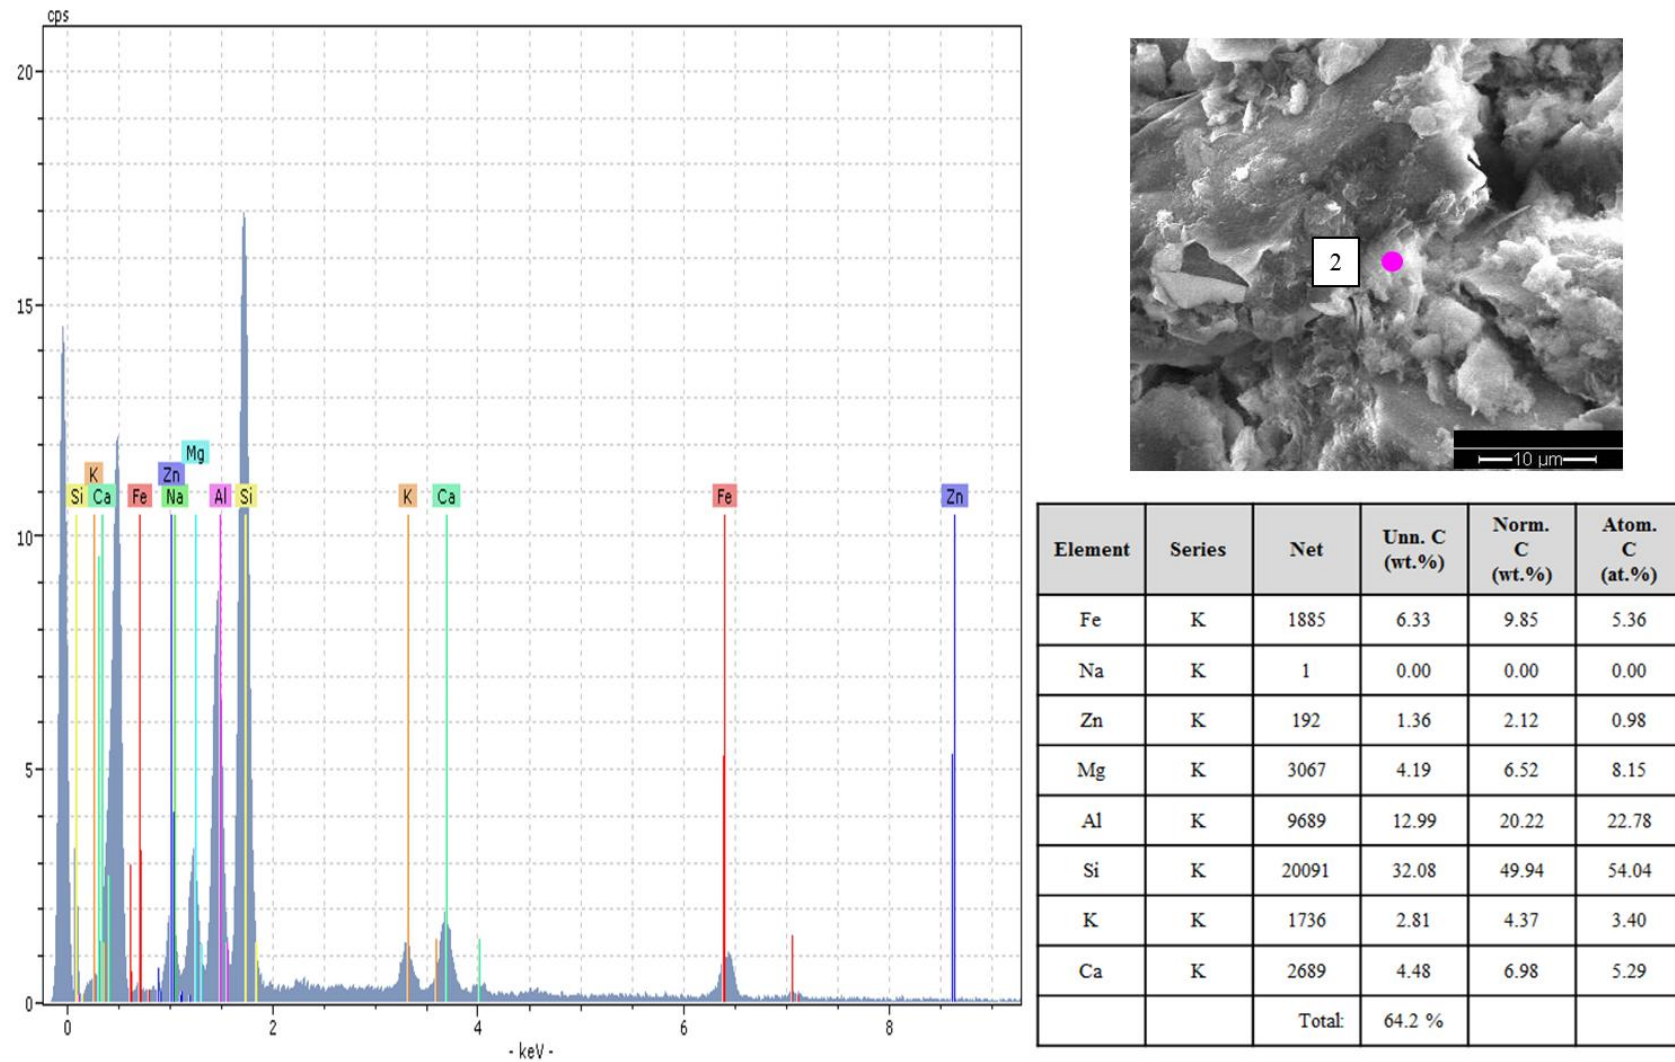 cps
20
15
10
5
0
Mg
K Zn
Si Ca Fe Na Al Si K Ca Fe Zn
0 2 4 6 8
- keV -
2
10 µm
Element Series Net Unn. C (wt.%) Norm. C (wt.%) Atom. C (at.%)
Fe K 1885 6.33 9.85 5.36
Na K 1 0.00 0.00 0.00
Zn K 192 1.36 2.12 0.98
Mg K 3067 4.19 6.52 8.15
Al K 9689 12.99 20.22 22.78
Si K 20091 32.08 49.94 54.04
K K 1736 2.81 4.37 3.40
Ca K 2689 4.48 6.98 5.29
Total: 64.2 %